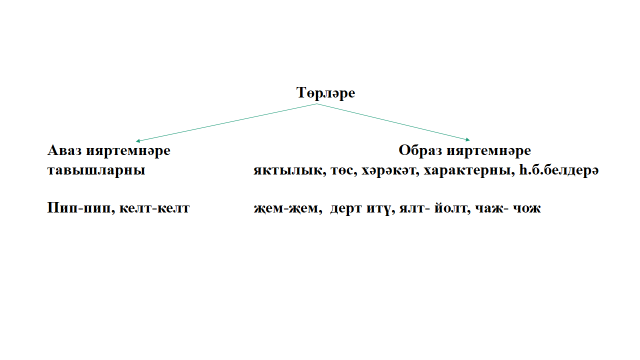 Төрләре
Аваз ияртемнәре
тавышларны
Пип-пип, келт-келт
Образ ияртемнәре
яктылык, төс, хәрәкәт, характерны, һ.б.белдерә
җем-җем, дерт итү, ялт- йолт, чаж- чож